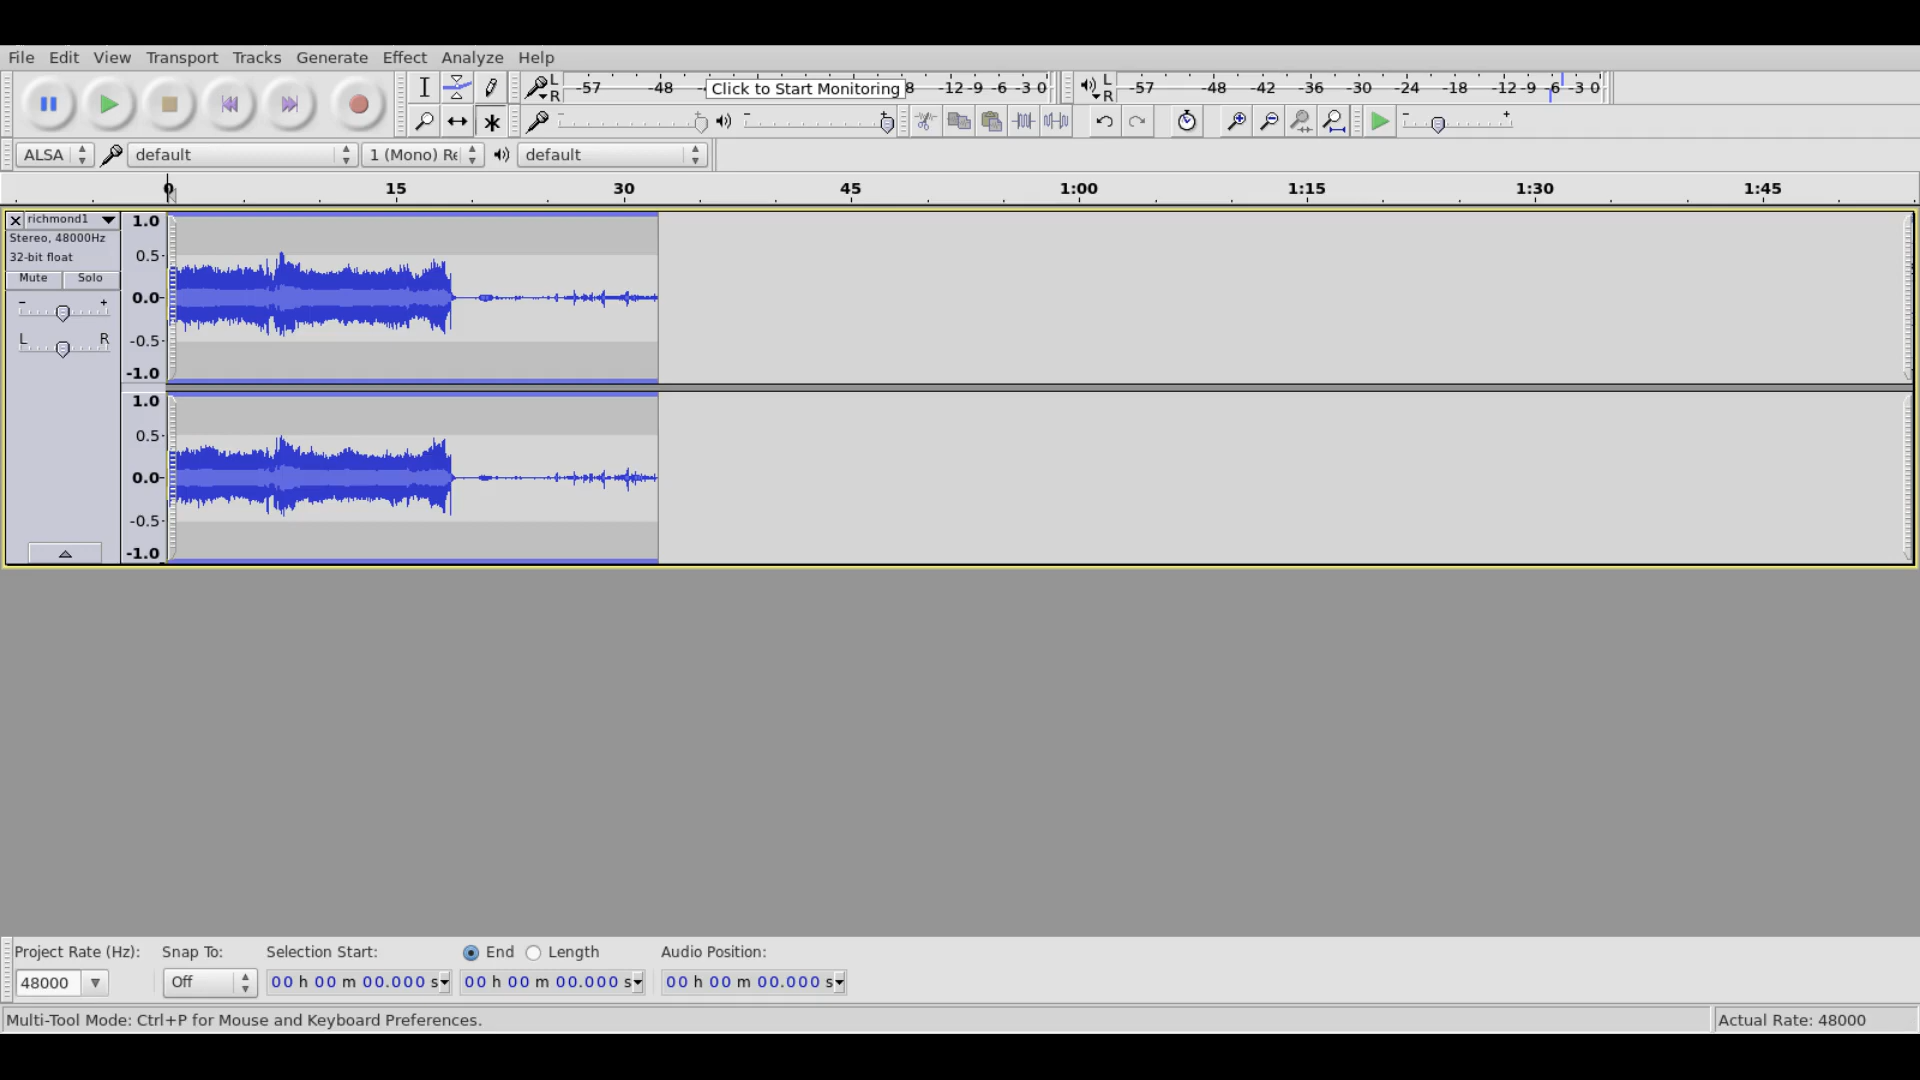 File Edit View Transport Tracks Generate Effect Analyze Help
L
R
-57 -48 Click to Start Monitoring 8 -12 -9 -6 -3 0
L
R
-57 -48 -42 -36 -30 -24 -18 -12 -9 -6 -3 0
- +
- +
- +
ALSA default 1 (Mono) Re default
0 15 30 45 1:00 1:15 1:30 1:45
richmond1
Stereo, 48000Hz
32-bit float
Mute Solo
- +
L R
1.0
0.5
0.0
-0.5
-1.0
1.0
0.5
0.0
-0.5
-1.0
Project Rate (Hz): Snap To: Selection Start: End Length Audio Position:
48000 Off 00 h 00 m 00.000 s 00 h 00 m 00.000 s 00 h 00 m 00.000 s
Multi-Tool Mode: Ctrl+P for Mouse and Keyboard Preferences. Actual Rate: 48000